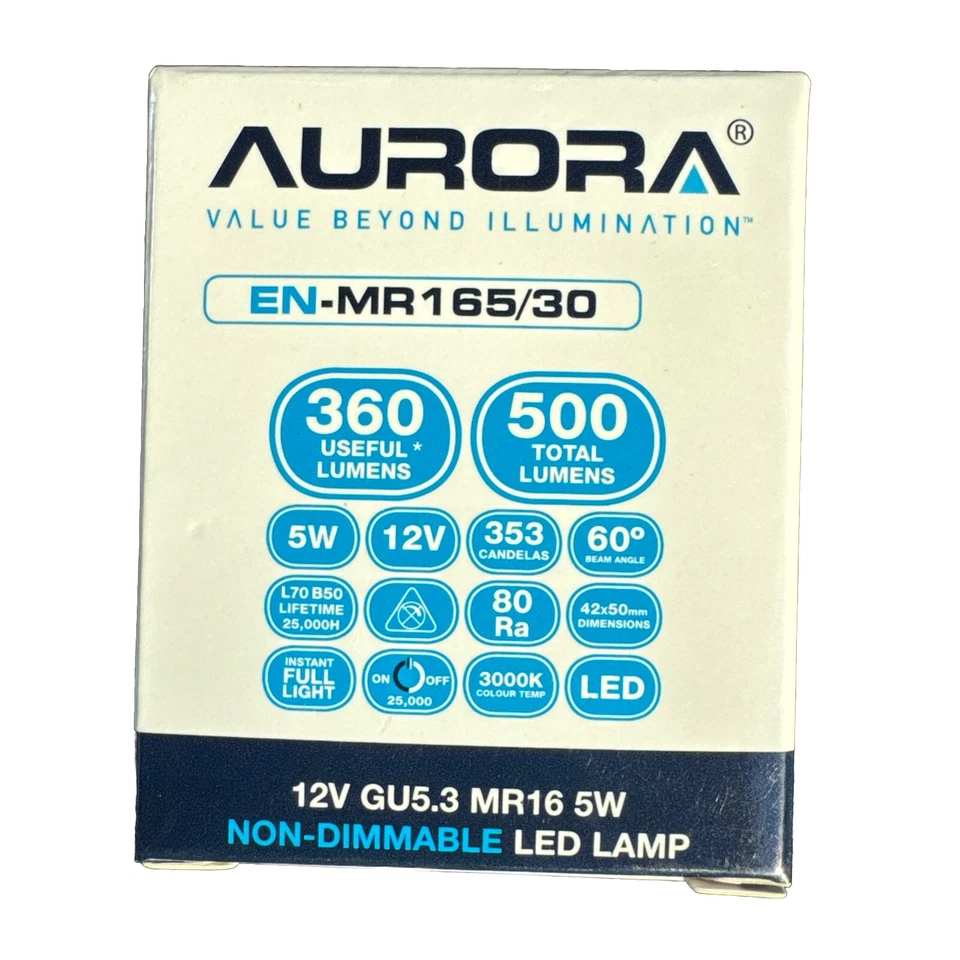 AURORA®
VALUE BEYOND ILLUMINATION™
EN-MR165/30
360
USEFUL *
LUMENS
500
TOTAL
LUMENS
5W
12V
353
CANDELAS
60º
BEAM ANGLE
L70 B50
LIFETIME
25,000H
80
Ra
42x50mm
DIMENSIONS
INSTANT
FULL
LIGHT
ON OFF
25,000
3000K
COLOUR TEMP
LED
12V GU5.3 MR16 5W
NON-DIMMABLE LED LAMP